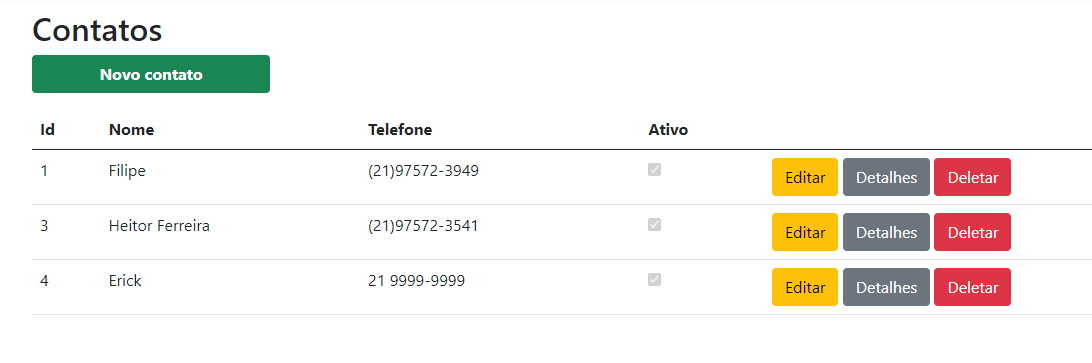 Contatos
Novo contato
Id Nome Telefone Ativo
1 Filipe (21)97572-3949 Editar Detalhes Deletar
3 Heitor Ferreira (21)97572-3541 Editar Detalhes Deletar
4 Erick 21 9999-9999 Editar Detalhes Deletar